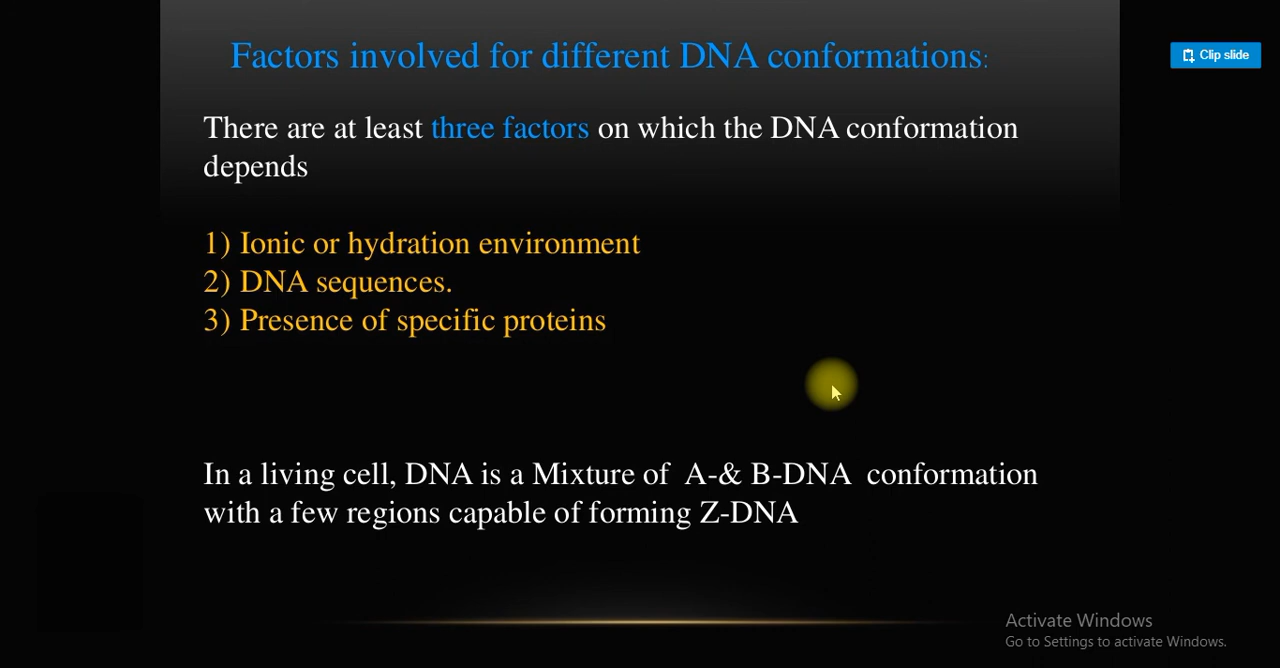 Factors involved for different DNA conformations:
Clip slide
There are at least three factors on which the DNA conformation
depends
1) Ionic or hydration environment
2) DNA sequences.
3) Presence of specific proteins
In a living cell, DNA is a Mixture of A-& B-DNA conformation
with a few regions capable of forming Z-DNA
Activate Windows
Go to Settings to activate Windows.